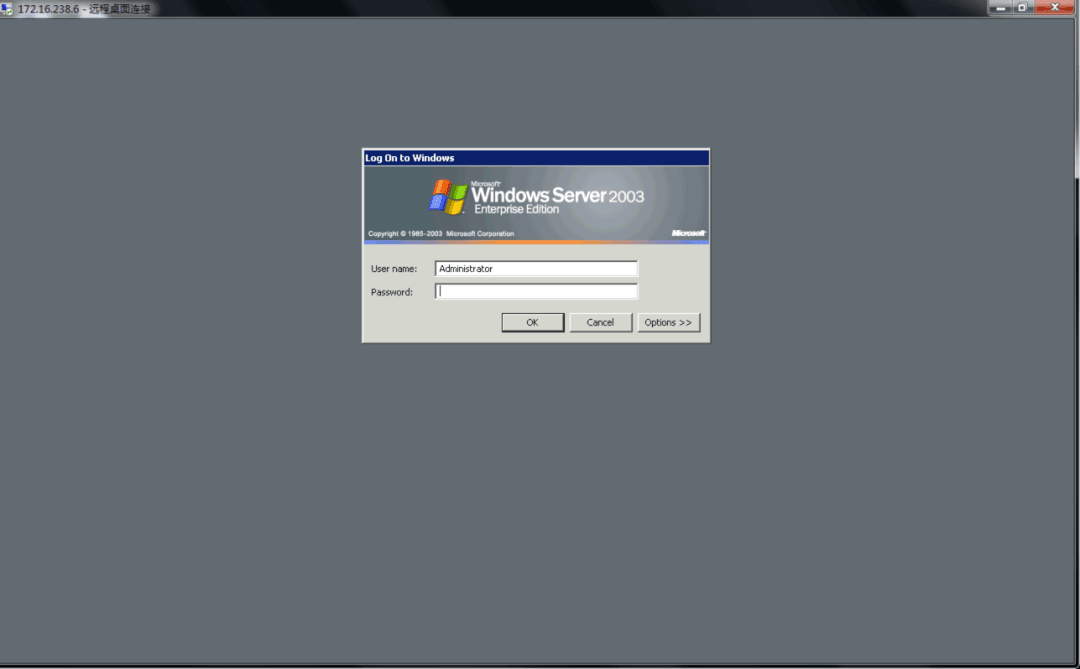 172.16.238.6 - 远程桌面连接
Log On to Windows
Microsoft
Windows Server 2003
Enterprise Edition
Copyright © 1985-2003 Microsoft Corporation
Microsoft
User name: Administrator
Password:
OK Cancel Options >>